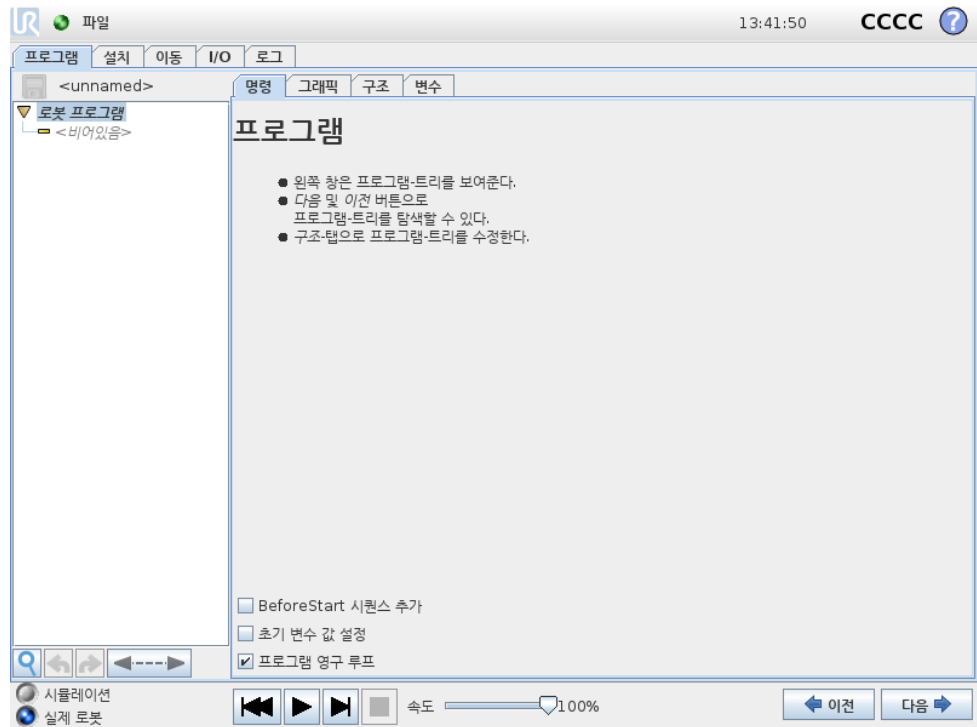 UR 파일 13:41:50 CCCC ?
프로그램 설치 이동 I/O 로그
<unnamed> 명령 그래픽 구조 변수
로봇 프로그램
<비어있음>
프로그램
왼쪽 창은 프로그램-트리를 보여준다.
다음 및 이전 버튼으로
프로그램-트리를 탐색할 수 있다.
구조-탭으로 프로그램-트리를 수정한다.
BeforeStart 시퀀스 추가
초기 변수 값 설정
프로그램 영구 루프
시뮬레이션
실제 로봇
속도 100% 이전 다음